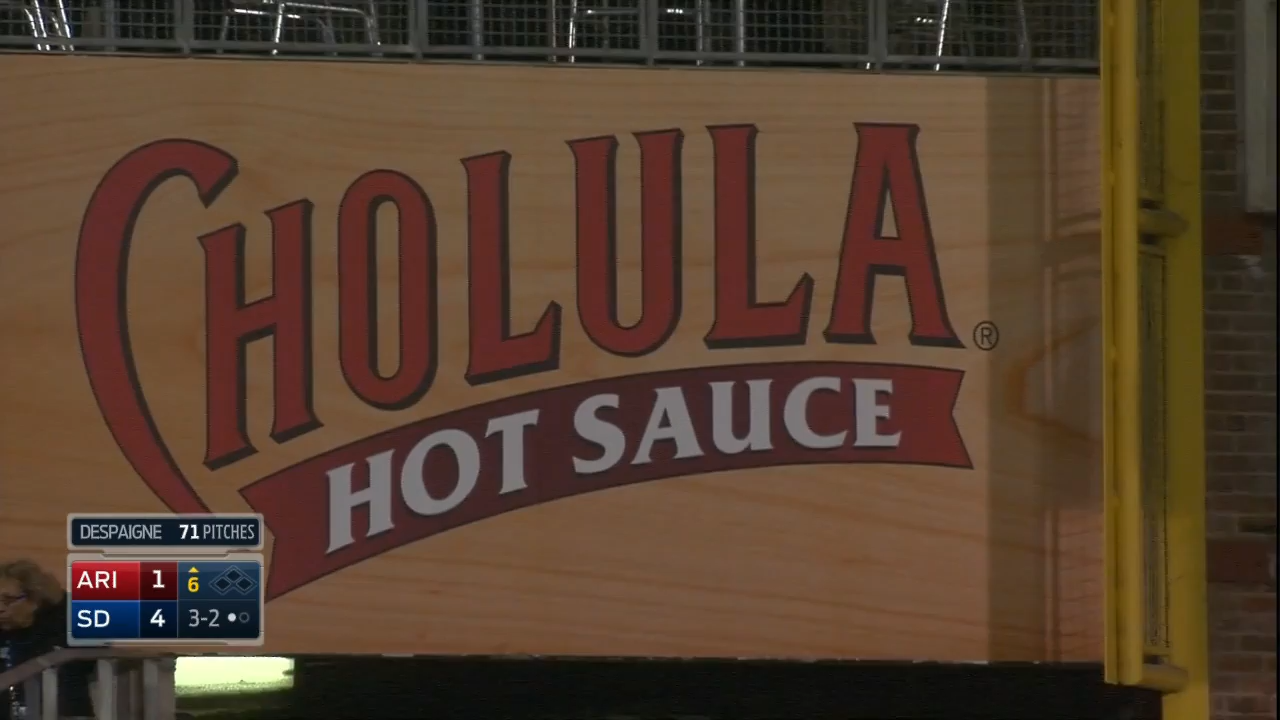 CHOLULA®
HOT SAUCE
DESPAIGNE 71 PITCHES
ARI 1 6
SD 4 3-2